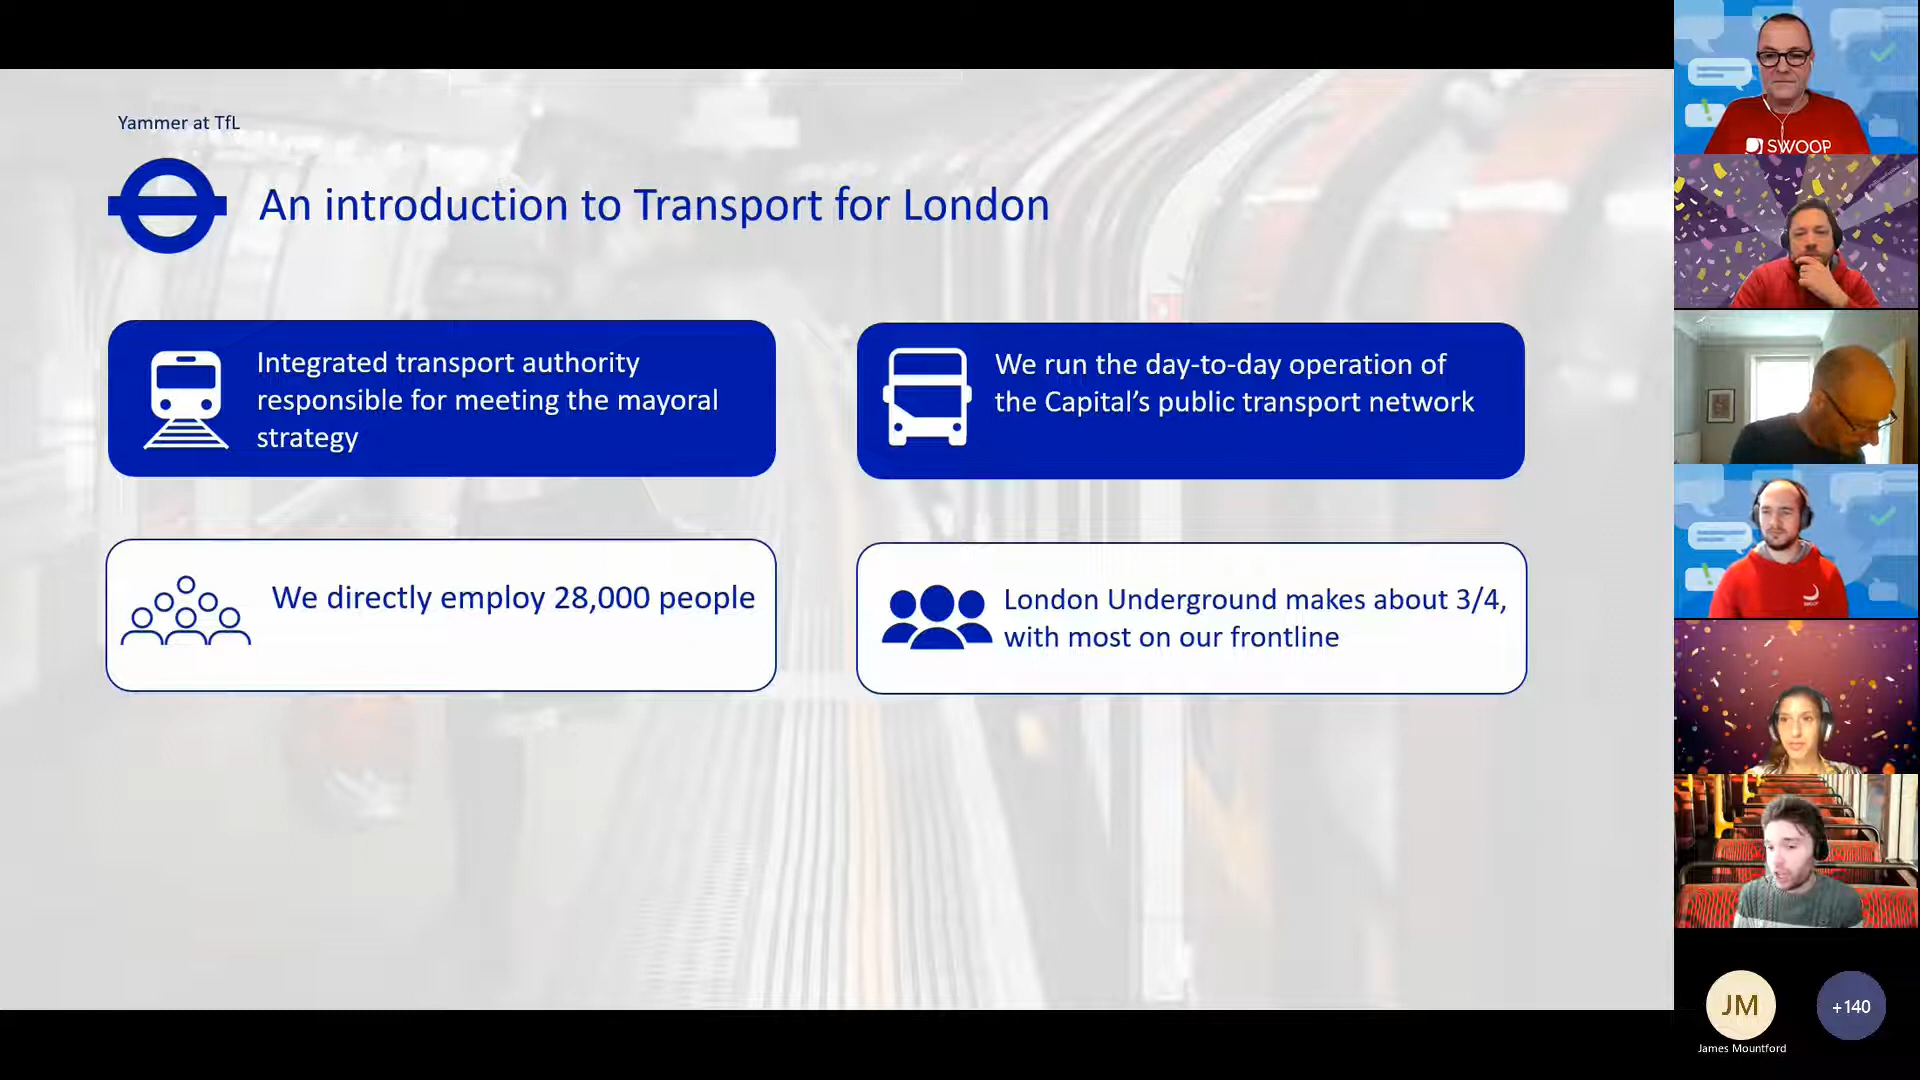 Yammer at TfL
An introduction to Transport for London
Integrated transport authority
responsible for meeting the mayoral
strategy
We run the day-to-day operation of
the Capital's public transport network
We directly employ 28,000 people
London Underground makes about 3/4,
with most on our frontline
SWOOP
JM
James Mountford
+140